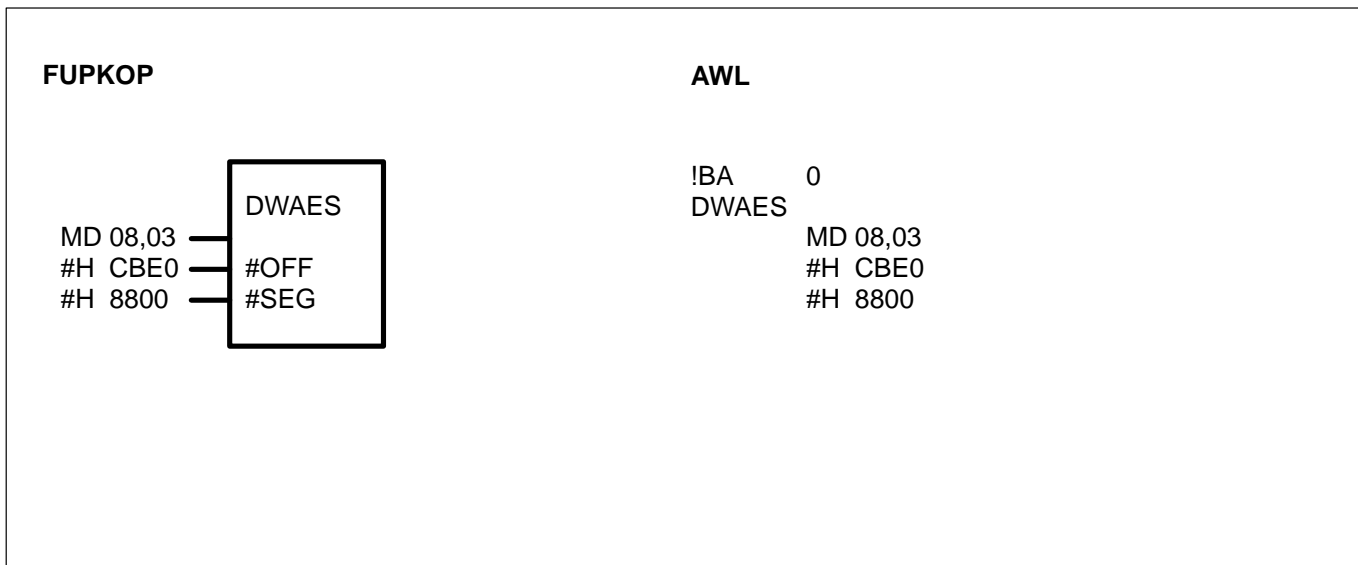 FUPKOP
DWAES
MD 08,03
#H CBE0 #OFF
#H 8800 #SEG
AWL
!BA 0
DWAES
MD 08,03
#H CBE0
#H 8800